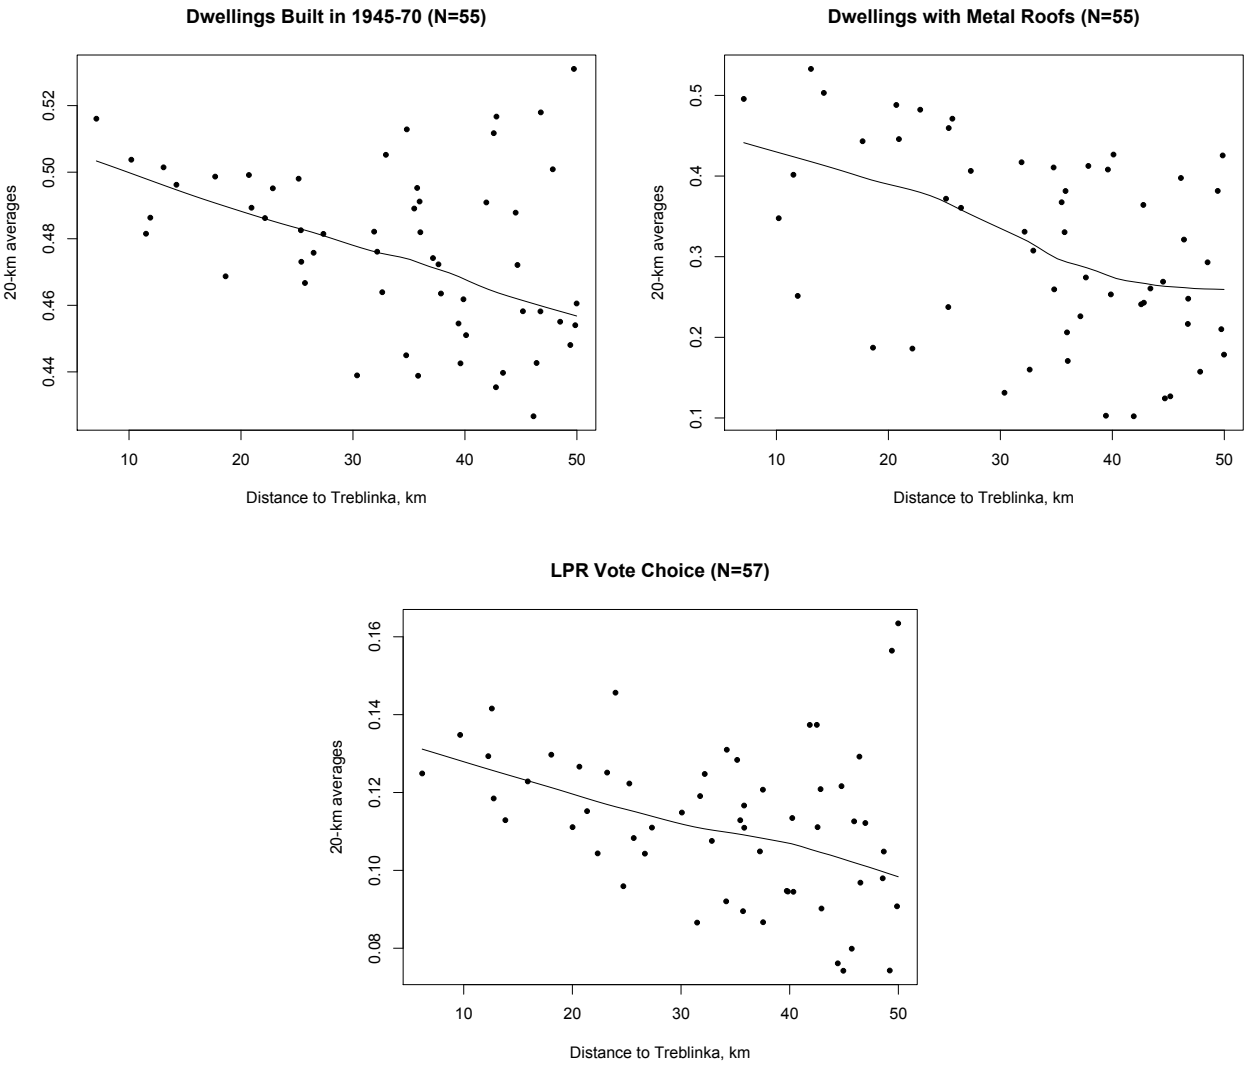 Dwellings Built in 1945-70 (N=55)
20-km averages
0.52
0.50
0.48
0.46
0.44
10 20 30 40 50
Distance to Treblinka, km
Dwellings with Metal Roofs (N=55)
20-km averages
0.5
0.4
0.3
0.2
0.1
10 20 30 40 50
Distance to Treblinka, km
LPR Vote Choice (N=57)
20-km averages
0.16
0.14
0.12
0.10
0.08
10 20 30 40 50
Distance to Treblinka, km